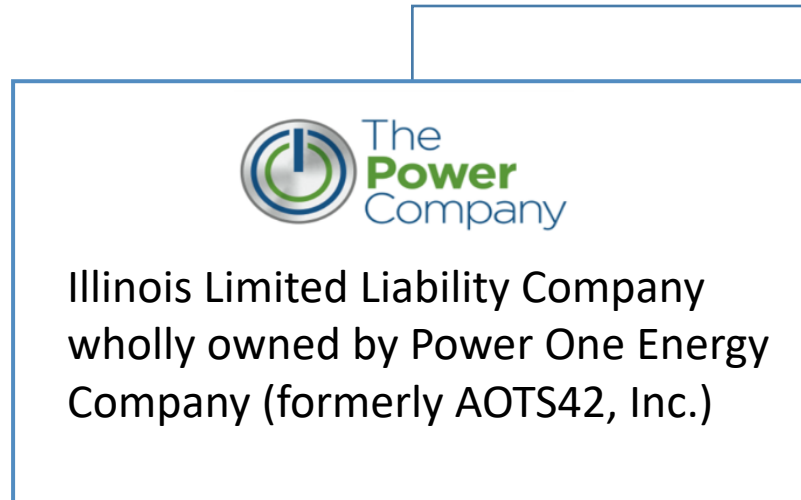 The
Power
Company
Illinois Limited Liability Company
wholly owned by Power One Energy
Company (formerly AOTS42, Inc.)